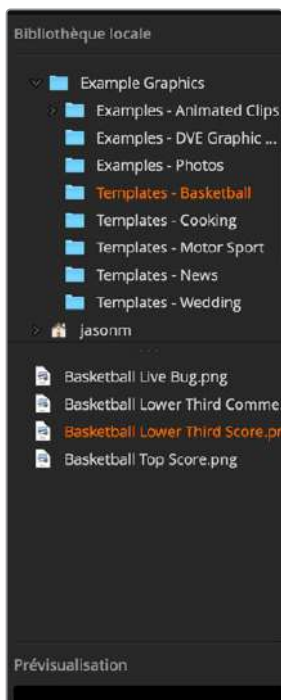 Bibliothèque locale
Example Graphics
Examples - Animated Clips
Examples - DVE Graphic ...
Examples - Photos
Templates - Basketball
Templates - Cooking
Templates - Motor Sport
Templates - News
Templates - Wedding
jasonm
Basketball Live Bug.png
Basketball Lower Third Comme.
Basketball Lower Third Score.pn
Basketball Top Score.png
Prévisualisation